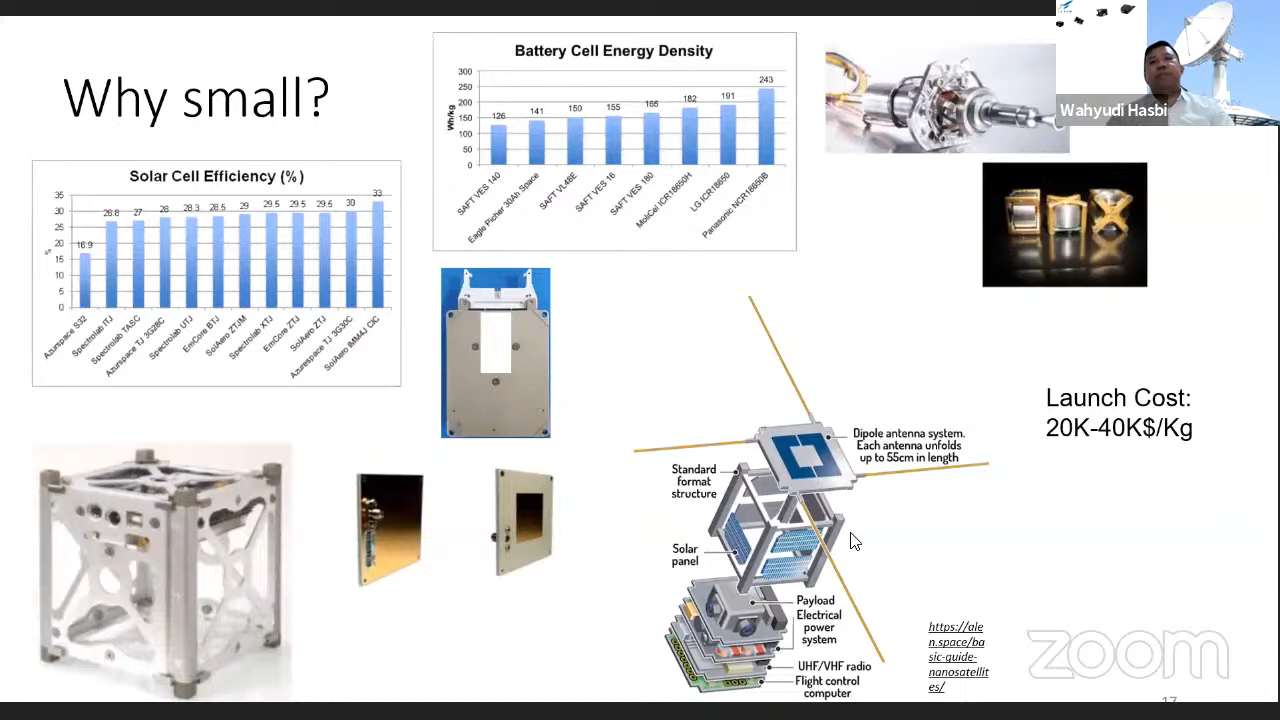 Why small?
Battery Cell Energy Density
300
250
200
150
100
50
0
Wh/kg
126
141
150
155
165
182
191
243
SAFT VES 140
Eagle Picher 30Ah Space
SAFT VL48E
SAFT VES 16
SAFT VES 180
MoliCel ICR18650H
LG ICR18650
Panasonic NCR18650B
Wahyudi Hasbi
Solar Cell Efficiency (%)
35
30
25
20
15
10
5
0
%
16.9
26.8
27
28
28.3
28.5
29
29.5
29.5
29.5
30
33
Azurspace S32
Spectrolab ITJ
Spectrolab TASC
Azurspace TJ 3G28C
Spectrolab UTJ
EmCore BTJ
SolAero ZTJM
Spectrolab XTJ
EmCore ZTJ
SolAero ZTJ
Azurespace TJ 3G30C
SolAero IMM4J CIC
Launch Cost:
20K-40K$/Kg
Dipole antenna system.
Each antenna unfolds
up to 55cm in length
Standard
format
structure
Solar
panel
Payload
Electrical
power
system
UHF/VHF radio
Flight control
computer
https://ale
n.space/ba
sic-guide-
nanosatellit
es/
zoom
17